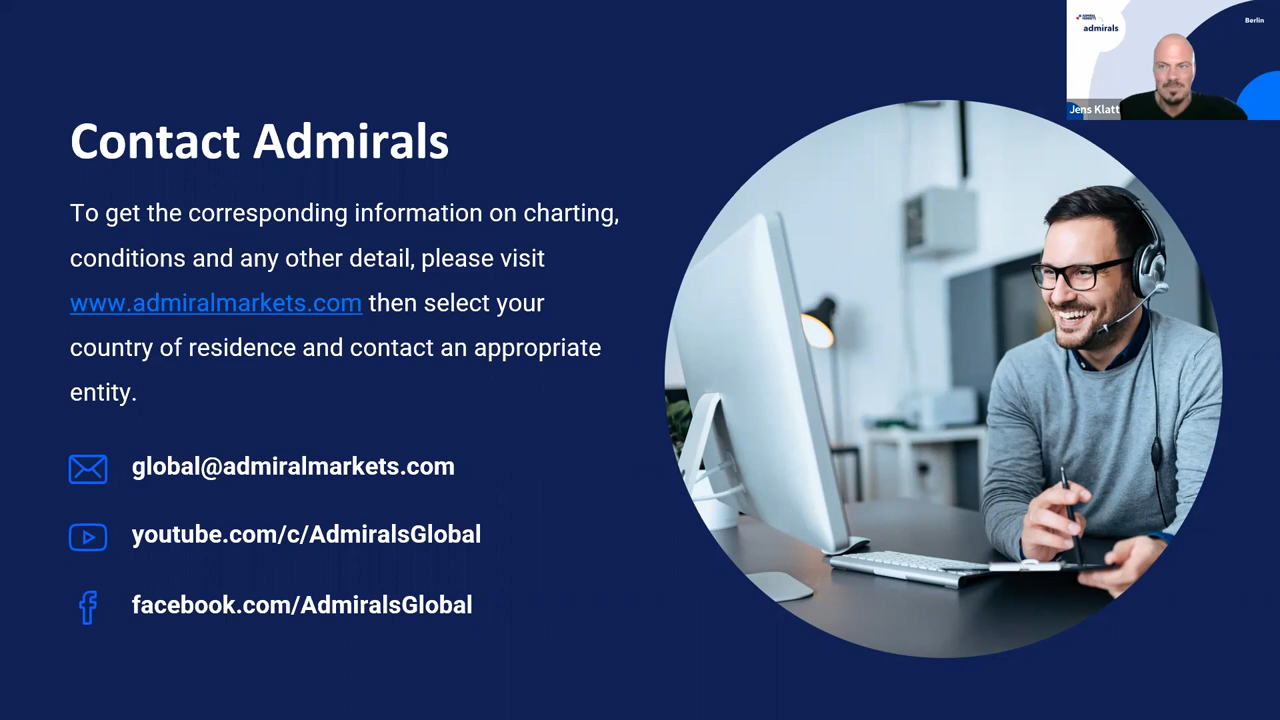 Contact Admirals
To get the corresponding information on charting,
conditions and any other detail, please visit
www.admiralmarkets.com then select your
country of residence and contact an appropriate
entity.
global@admiralmarkets.com
youtube.com/c/AdmiralsGlobal
facebook.com/AdmiralsGlobal
ADMIRAL
MARKETS
admirals
Berlin
Jens Klatt